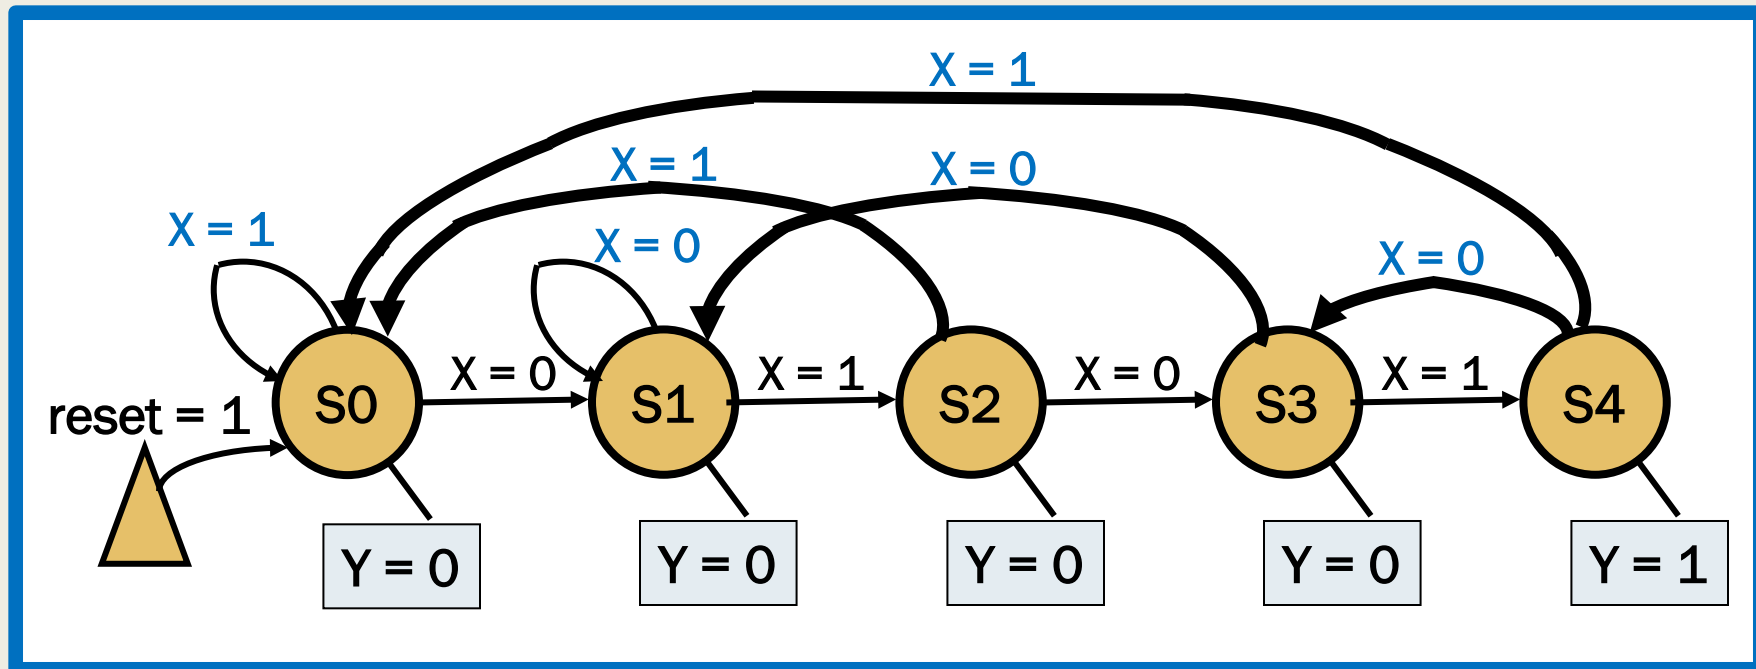 X = 1
X = 1
X = 0
X = 1
X = 0
X = 0
X = 0
X = 1
X = 0
X = 1
reset = 1
S0
S1
S2
S3
S4
Y = 0
Y = 0
Y = 0
Y = 0
Y = 1